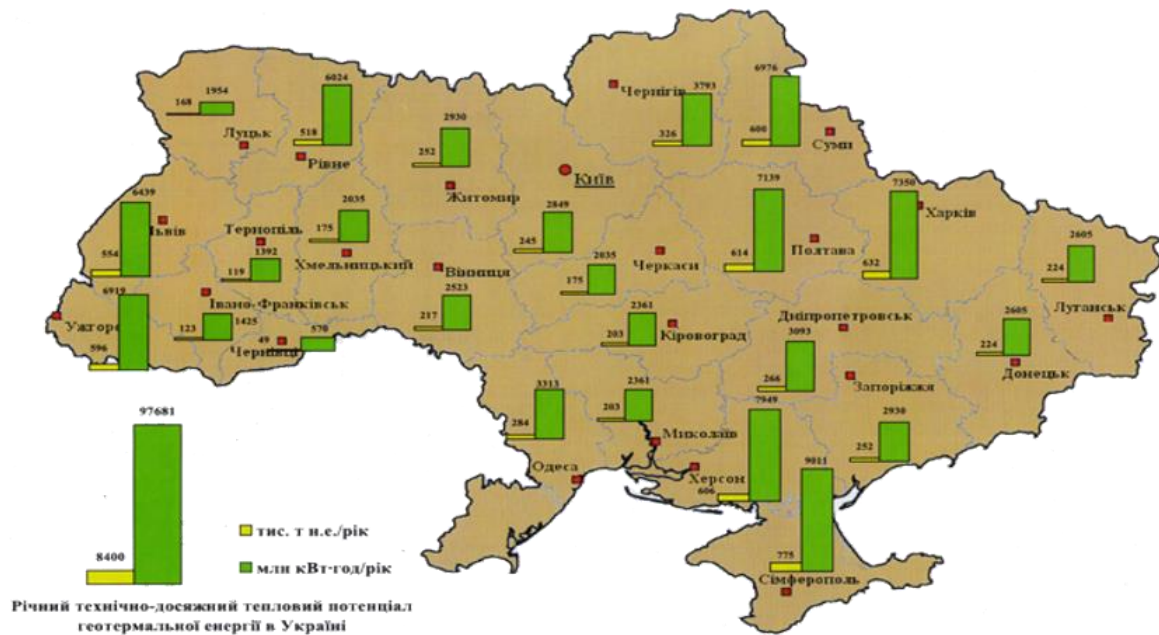 6976
6024
3793
1954
Чернігів
168
2930
518
326
600
Суми
Луцьк
Рівне
252
Київ
7139
7350
6439
Житомир
2035
2849
Львів
Харків
Тернопіль
175
245
Черкаси
Полтава
2605
1392
Хмельницький
2035
614
632
554
119
Вінниця
175
224
6919
Івано-Франківськ
2523
2361
Дніпропетровськ
Луганськ
Ужгоро
123
1425
217
203
Кіровоград
3093
2605
596
49
570
Чернівці
224
Донецьк
266
Запоріжжя
3313
2361
7949
97681
284
203
2930
Миколаїв
252
Одеса
Херсон
9011
606
тис. т н.е./рік
8400
775
млн кВт·год/рік
Сімферополь
Річний технічно-досяжний тепловий потенціал
геотермальної енергії в Україні